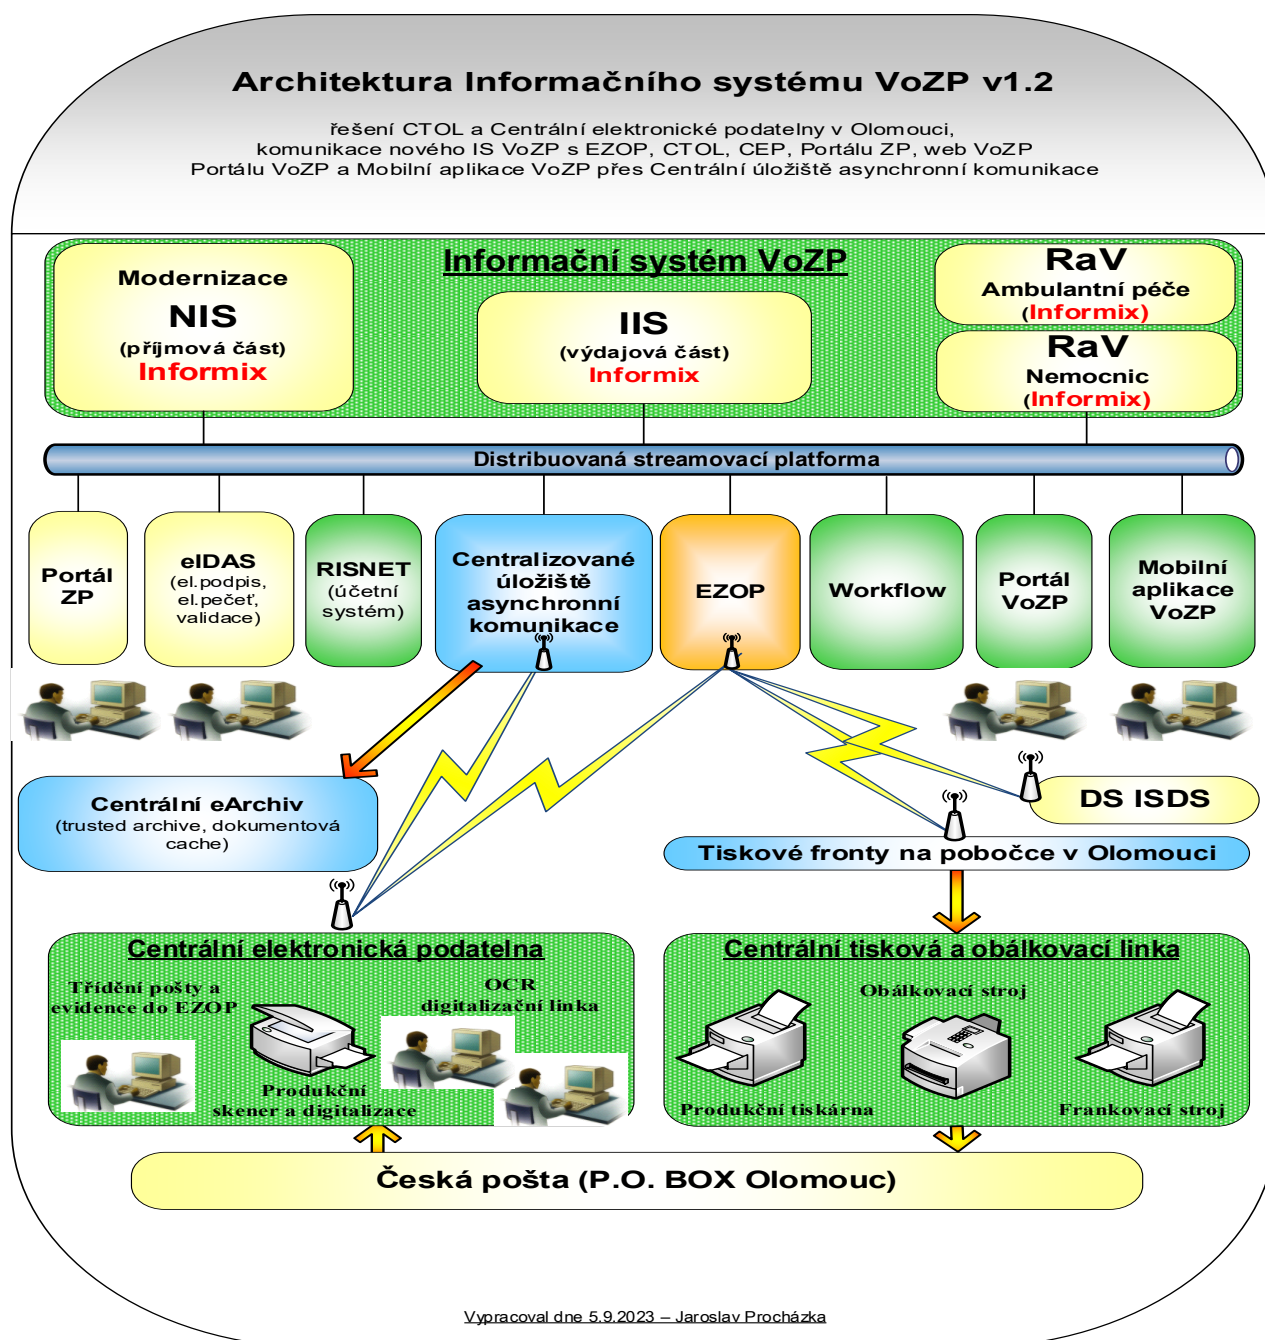 Architektura Informačního systému VoZP v1.2
řešení CTOL a Centrální elektronické podatelny v Olomouci,
komunikace nového IS VoZP s EZOP, CTOL, CEP, Portálu ZP, web VoZP
Portálu VoZP a Mobilní aplikace VoZP přes Centrální úložiště asynchronní komunikace
Informační systém VoZP
Modernizace
NIS
(příjmová část)
Informix
IIS
(výdajová část)
Informix
RaV
Ambulantní péče
(Informix)
RaV
Nemocnic
(Informix)
Distribuovaná streamovací platforma
Portál
ZP
eIDAS
(el.podpis,
el.pečeť,
validace)
RISNET
(účetní
systém)
Centralizované
úložiště
asynchronní
komunikace
EZOP
Workflow
Portál
VoZP
Mobilní
aplikace
VoZP
Centrální eArchiv
(trusted archive, dokumentová
cache)
DS ISDS
Tiskové fronty na pobočce v Olomouci
Centrální elektronická podatelna
Třídění pošty a
evidence do EZOP
OCR
digitalizační linka
Produkční
skener a digitalizace
Centrální tisková a obálkovací linka
Obálkovací stroj
Produkční tiskárna
Frankovací stroj
Česká pošta (P.O. BOX Olomouc)
Vypracoval dne 5.9.2023 – Jaroslav Procházka